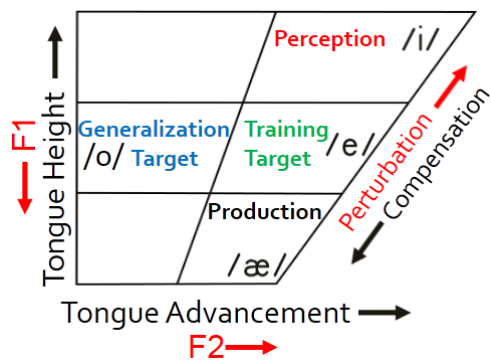 Perception /i/
Generalization
/o/ Target
Training
Target /e/
Production
/æ/
F1
Tongue Height
Perturbation
Compensation
Tongue Advancement
F2